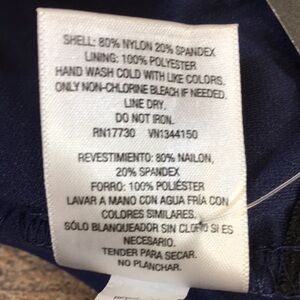 SHELL: 80% NYLON 20% SPANDEX
LINING: 100% POLYESTER
HAND WASH COLD WITH LIKE COLORS.
ONLY NON-CHLORINE BLEACH IF NEEDED.
LINE DRY.
DO NOT IRON.
RN17730 VN1344150
REVESTIMIENTO: 80% NAILON,
20% SPANDEX
FORRO: 100% POLIÉSTER
LAVAR A MANO CON AGUA FRÍA CON
COLORES SIMILARES.
SÓLO BLANQUEADOR SIN CLORO SI ES
NECESARIO.
TENDER PARA SECAR.
NO PLANCHAR.